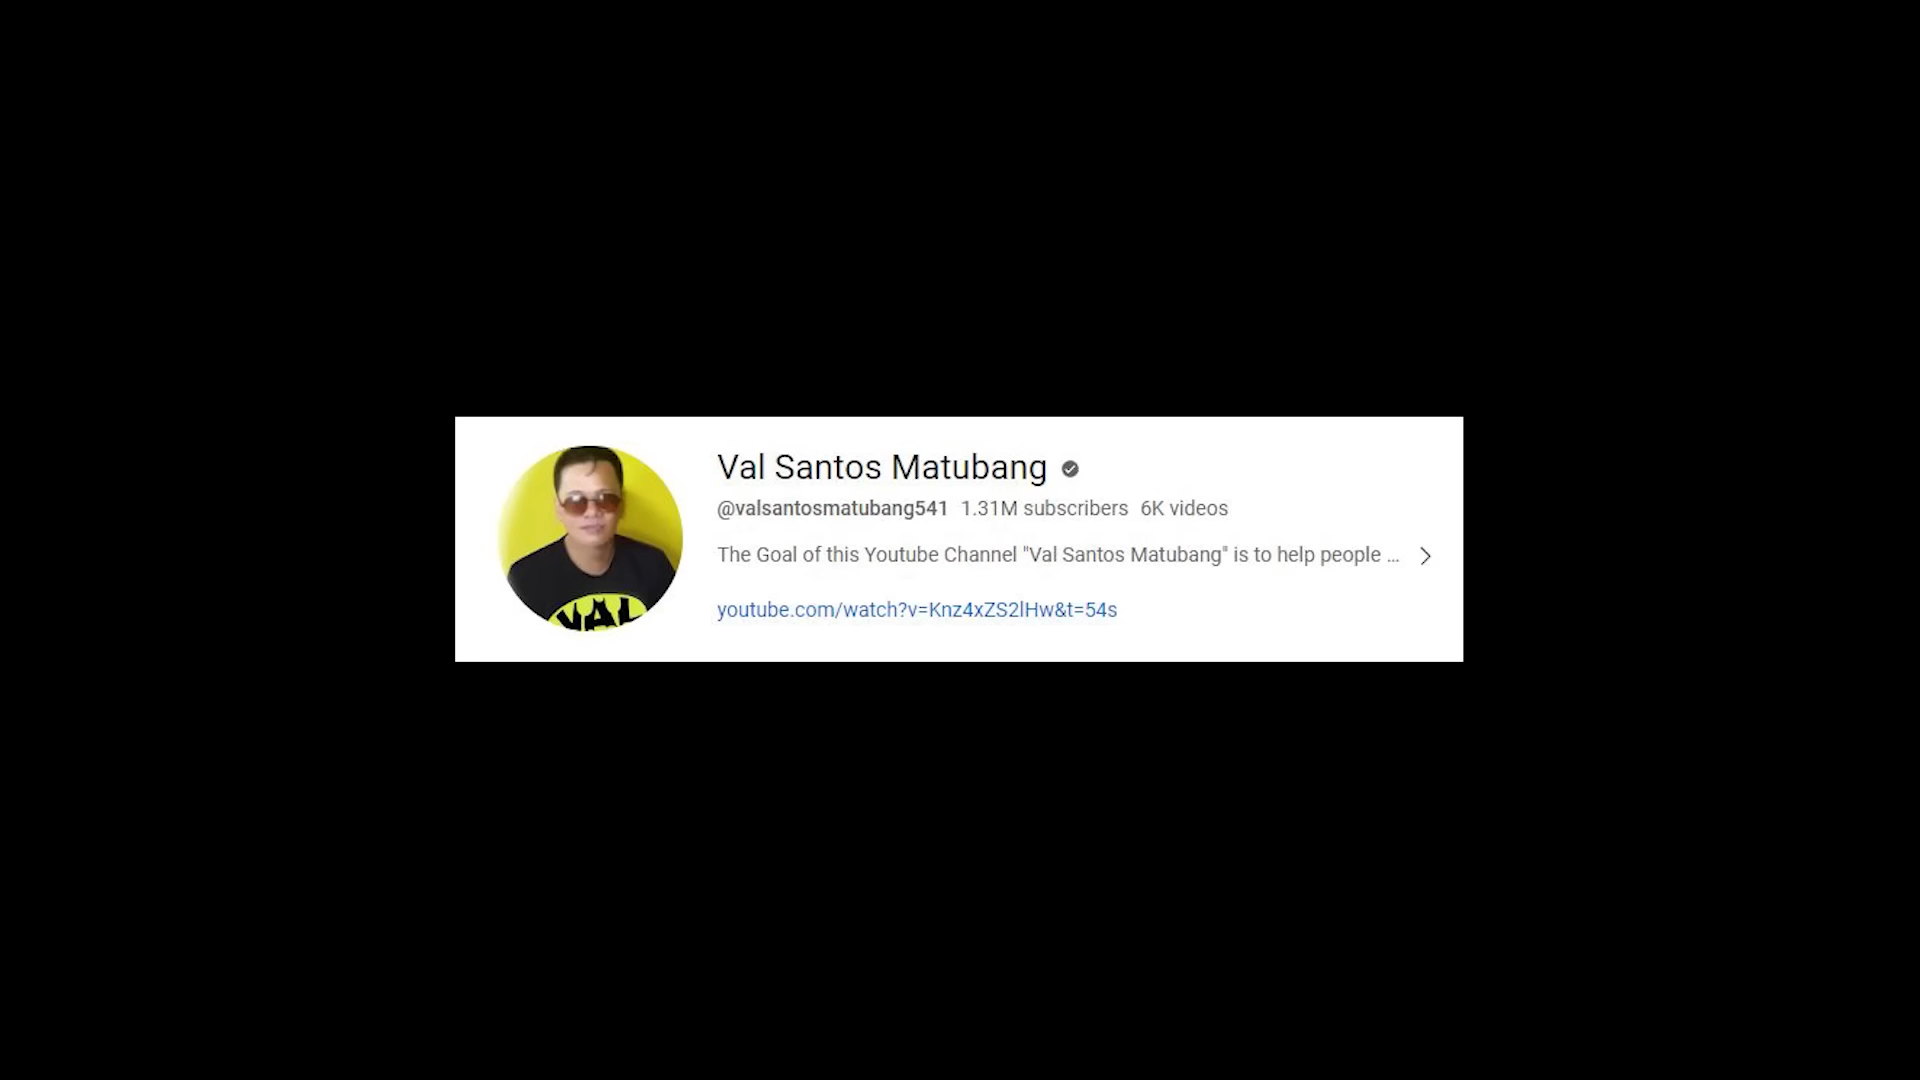 Val Santos Matubang
@valsantosmatubang541 1.31M subscribers 6K videos
The Goal of this Youtube Channel "Val Santos Matubang" is to help people ...
youtube.com/watch?v=Knz4xZS2lHw&t=54s
VAL